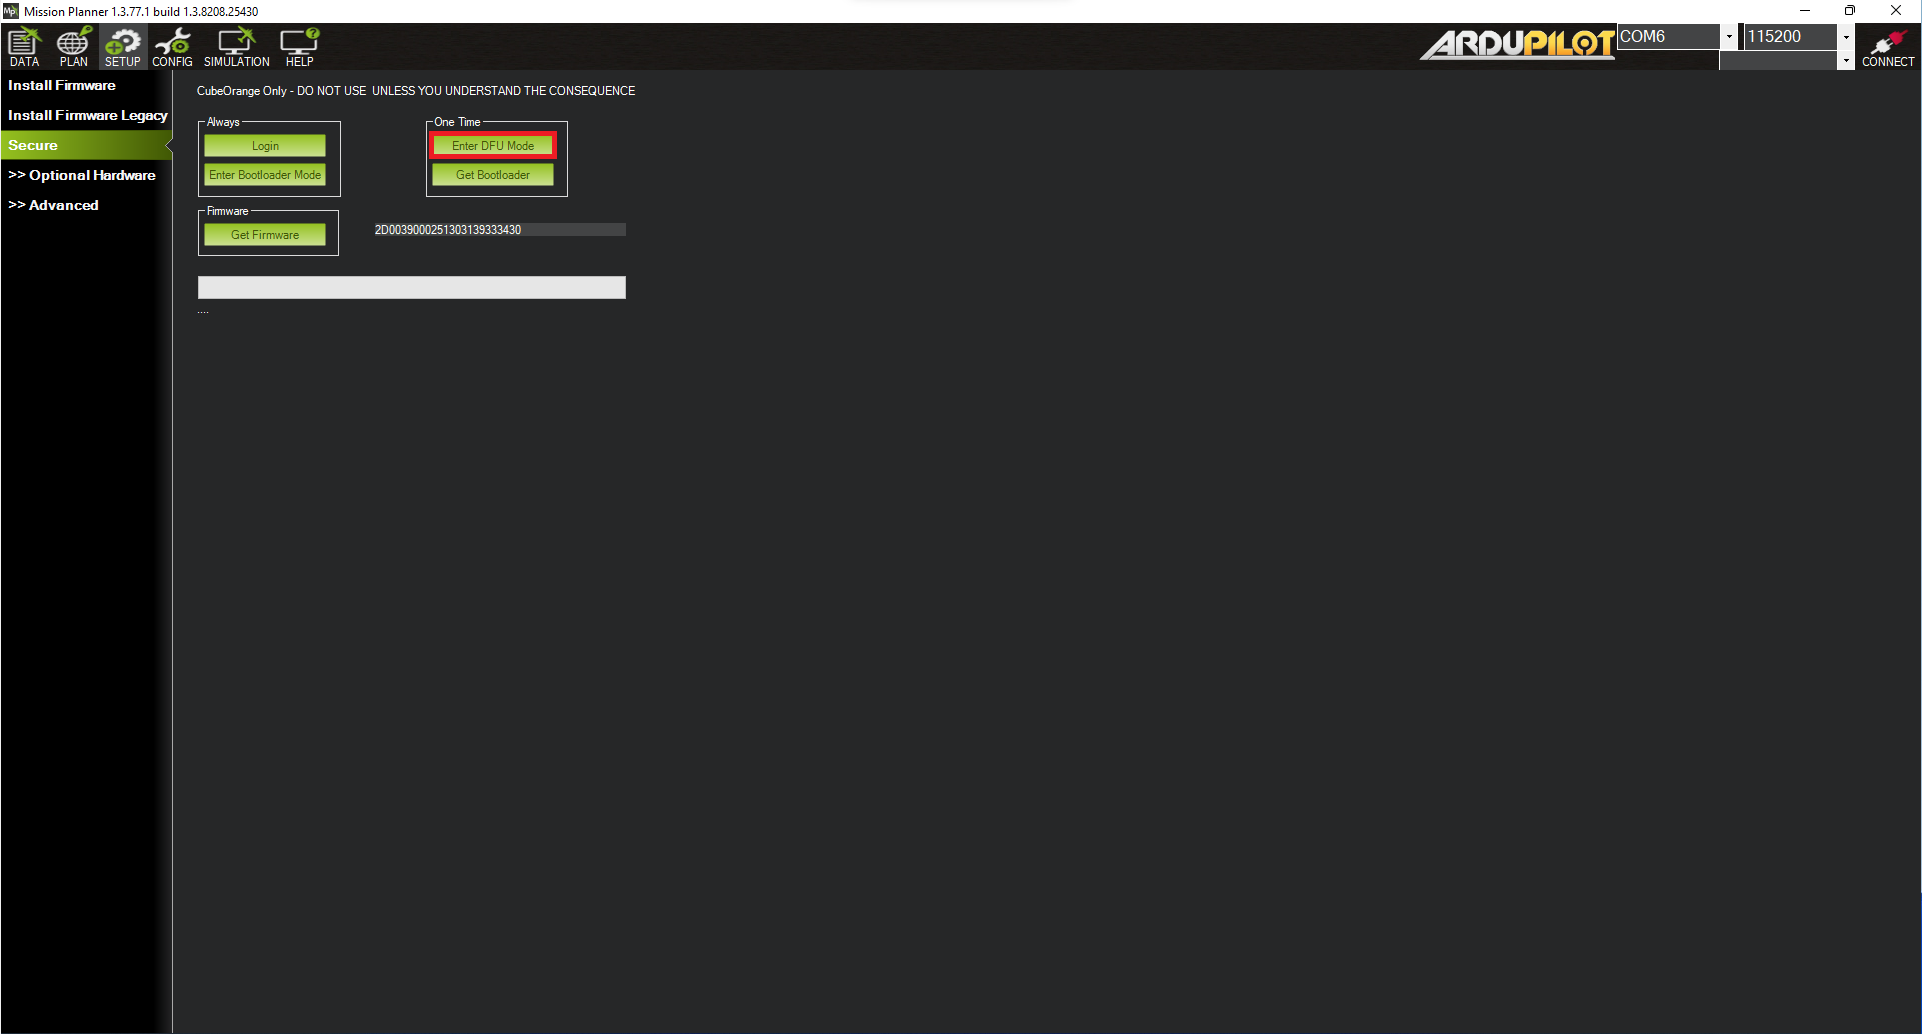 Mission Planner 1.3.77.1 build 1.3.8208.25430
DATA PLAN SETUP CONFIG SIMULATION HELP
ARDUPILOT
COM6 115200
CONNECT
Install Firmware
Install Firmware Legacy
Secure
>> Optional Hardware
>> Advanced
CubeOrange Only - DO NOT USE  UNLESS YOU UNDERSTAND THE CONSEQUENCE
Always
Login
Enter Bootloader Mode
One Time
Enter DFU Mode
Get Bootloader
Firmware
Get Firmware
2D0039000251303139333430
....